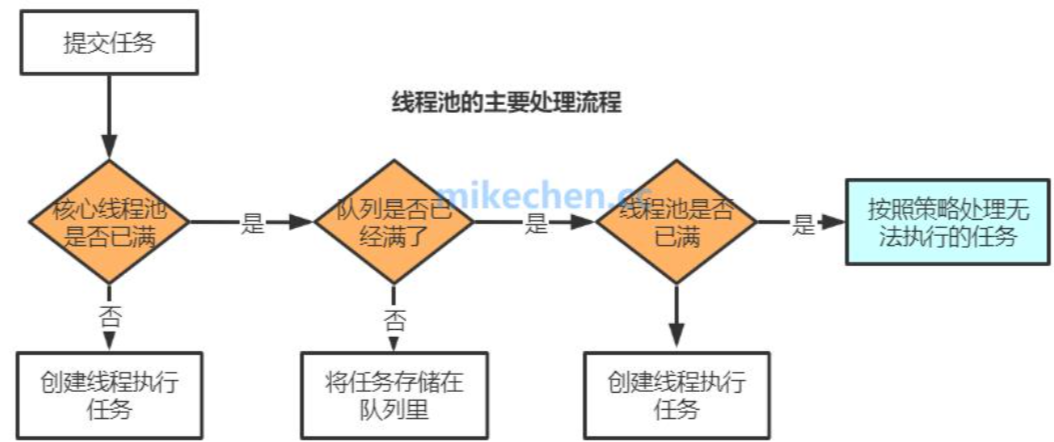 提交任务
线程池的主要处理流程
mikechen.cc
核心线程池
是否已满
是
队列是否已
经满了
是
线程池是否
已满
是
按照策略处理无
法执行的任务
否
否
创建线程执行
任务
将任务存储在
队列里
创建线程执行
任务